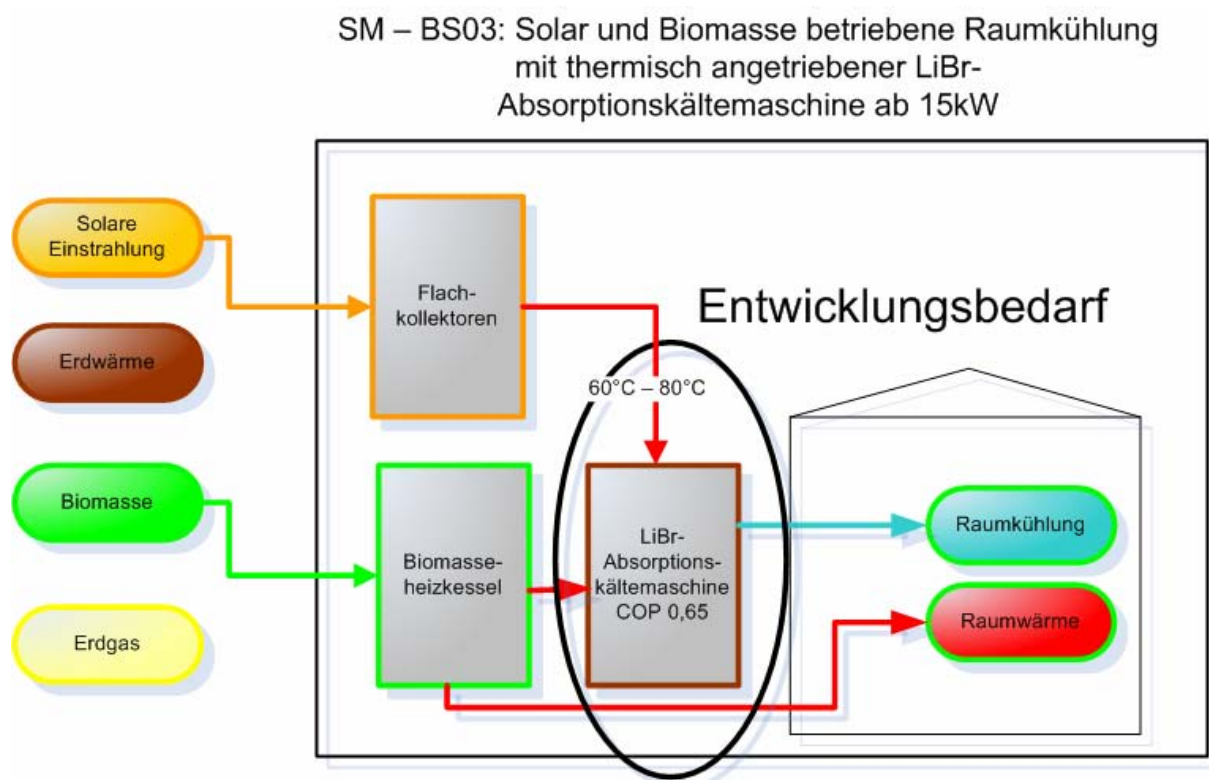 SM – BS03: Solar und Biomasse betriebene Raumkühlung
mit thermisch angetriebener LiBr-
Absorptionskältemaschine ab 15kW
Solare
Einstrahlung
Flach-
kollektoren
Entwicklungsbedarf
Erdwärme
60°C – 80°C
Biomasse
Biomasse-
heizkessel
LiBr-
Absorptions-
kältemaschine
COP 0,65
Raumkühlung
Raumwärme
Erdgas